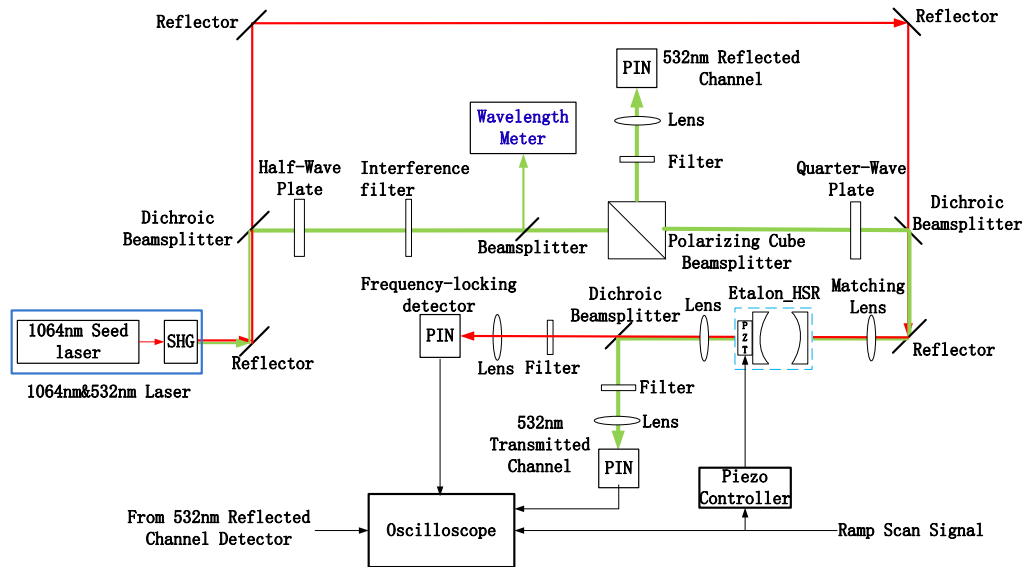 Reflector
Reflector
PIN
532nm Reflected
Channel
Wavelength
Meter
Lens
Filter
Half-Wave
Plate
Interference
filter
Quarter-Wave
Plate
Dichroic
Beamsplitter
Dichroic
Beamsplitter
Beamsplitter
Polarizing Cube
Beamsplitter
Frequency-locking
detector
Dichroic
Beamsplitter
Lens
Etalon_HSR
Matching
Lens
1064nm Seed
laser
SHG
Reflector
PIN
Lens
Filter
PZT
Reflector
1064nm&532nm Laser
Filter
Lens
532nm
Transmitted
Channel
PIN
Piezo
Controller
From 532nm Reflected
Channel Detector
Oscilloscope
Ramp Scan Signal